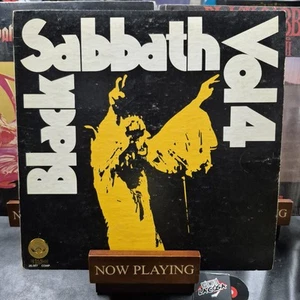 Black
Sabbath
Vol 4
NOW PLAYING